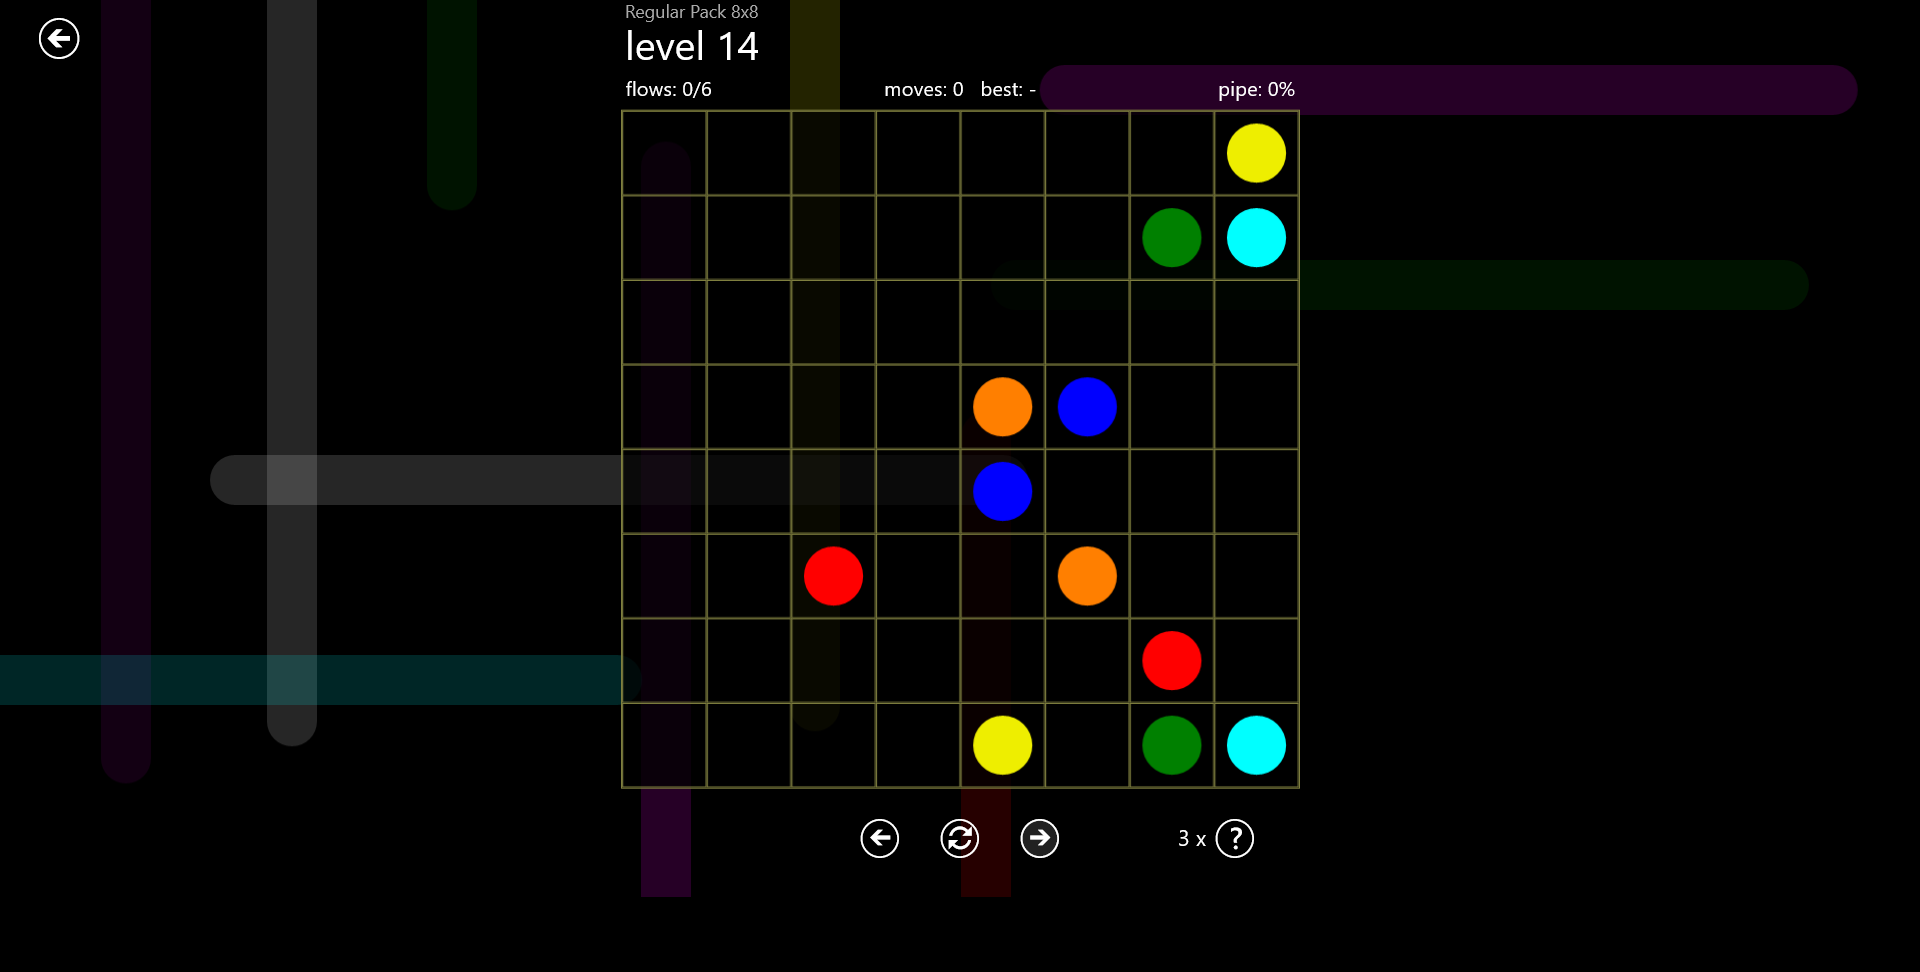 Regular Pack 8x8
level 14
flows: 0/6 moves: 0 best: - pipe: 0%
3 x ?